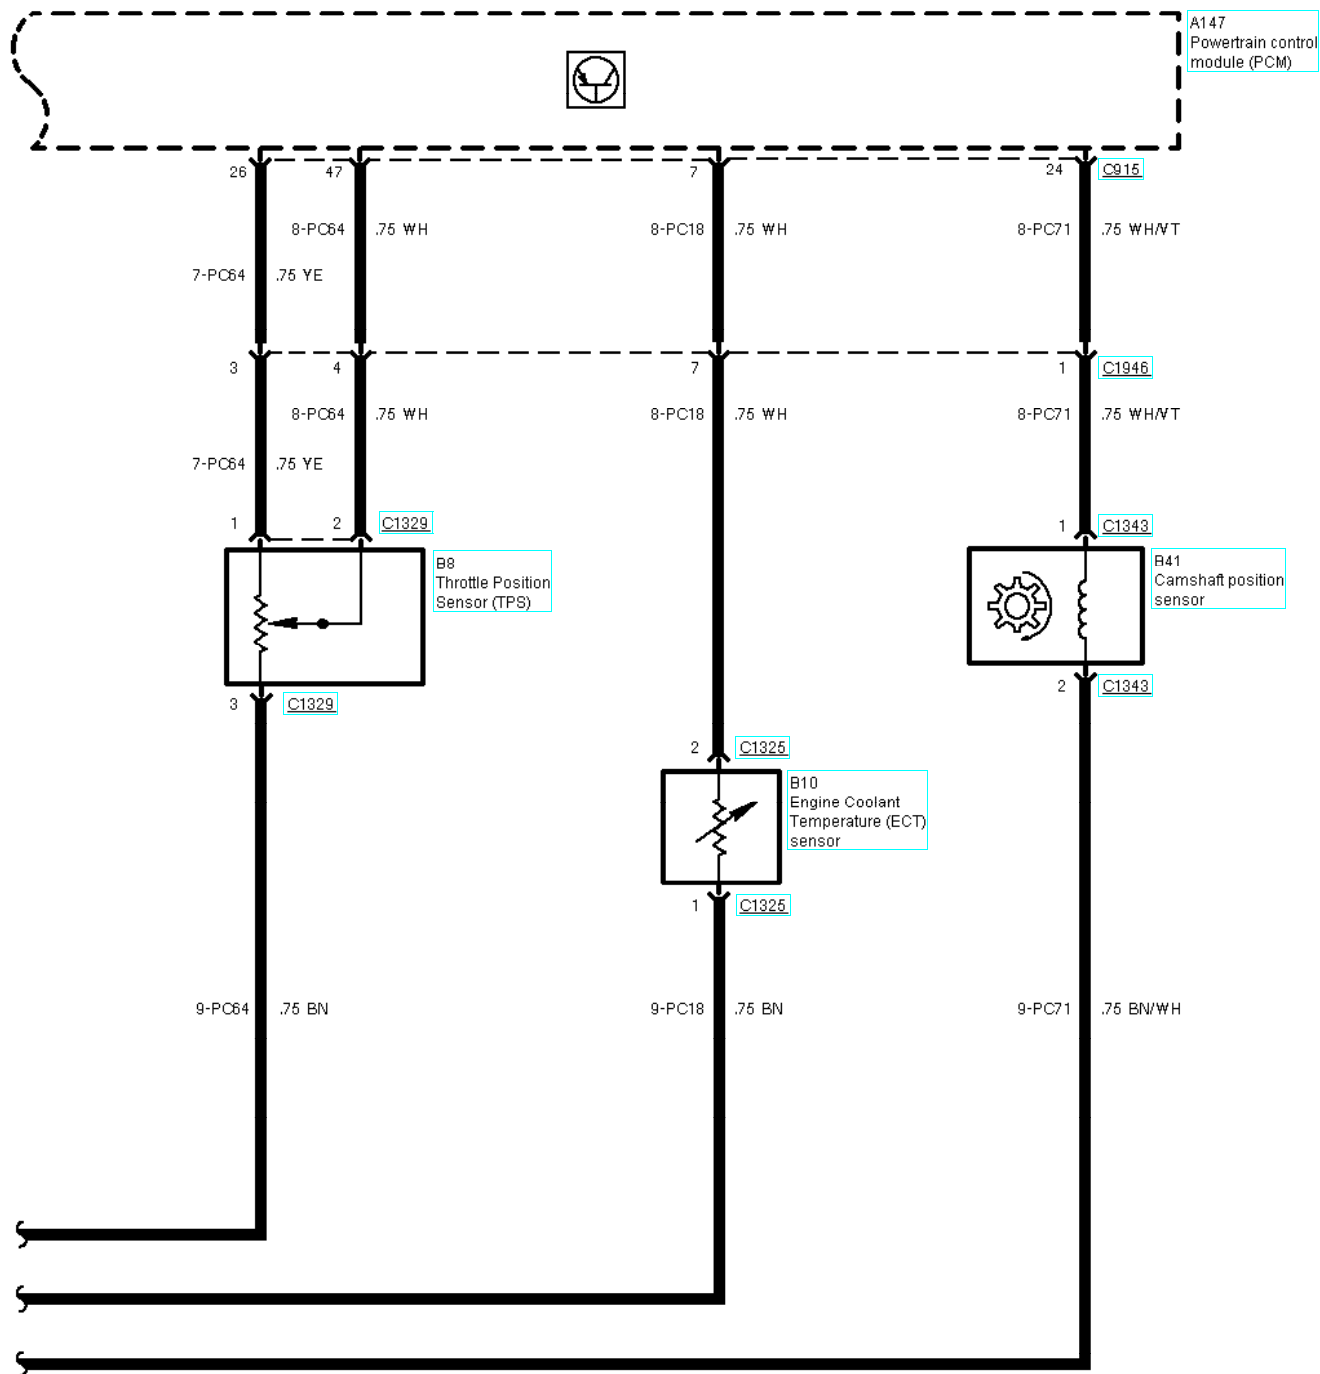 A147
Powertrain control
module (PCM)
26 47 7 24 C915
8-PC64 .75 WH 8-PC18 .75 WH 8-PC71 .75 WH/VT
7-PC64 .75 YE
3 4 7 1 C1946
8-PC64 .75 WH 8-PC18 .75 WH 8-PC71 .75 WH/VT
7-PC64 .75 YE
1 2 C1329 1 C1343
B8
Throttle Position
Sensor (TPS)
B41
Camshaft position
sensor
3 C1329 2 C1343
2 C1325
B10
Engine Coolant
Temperature (ECT)
sensor
1 C1325
9-PC64 .75 BN 9-PC18 .75 BN 9-PC71 .75 BN/WH